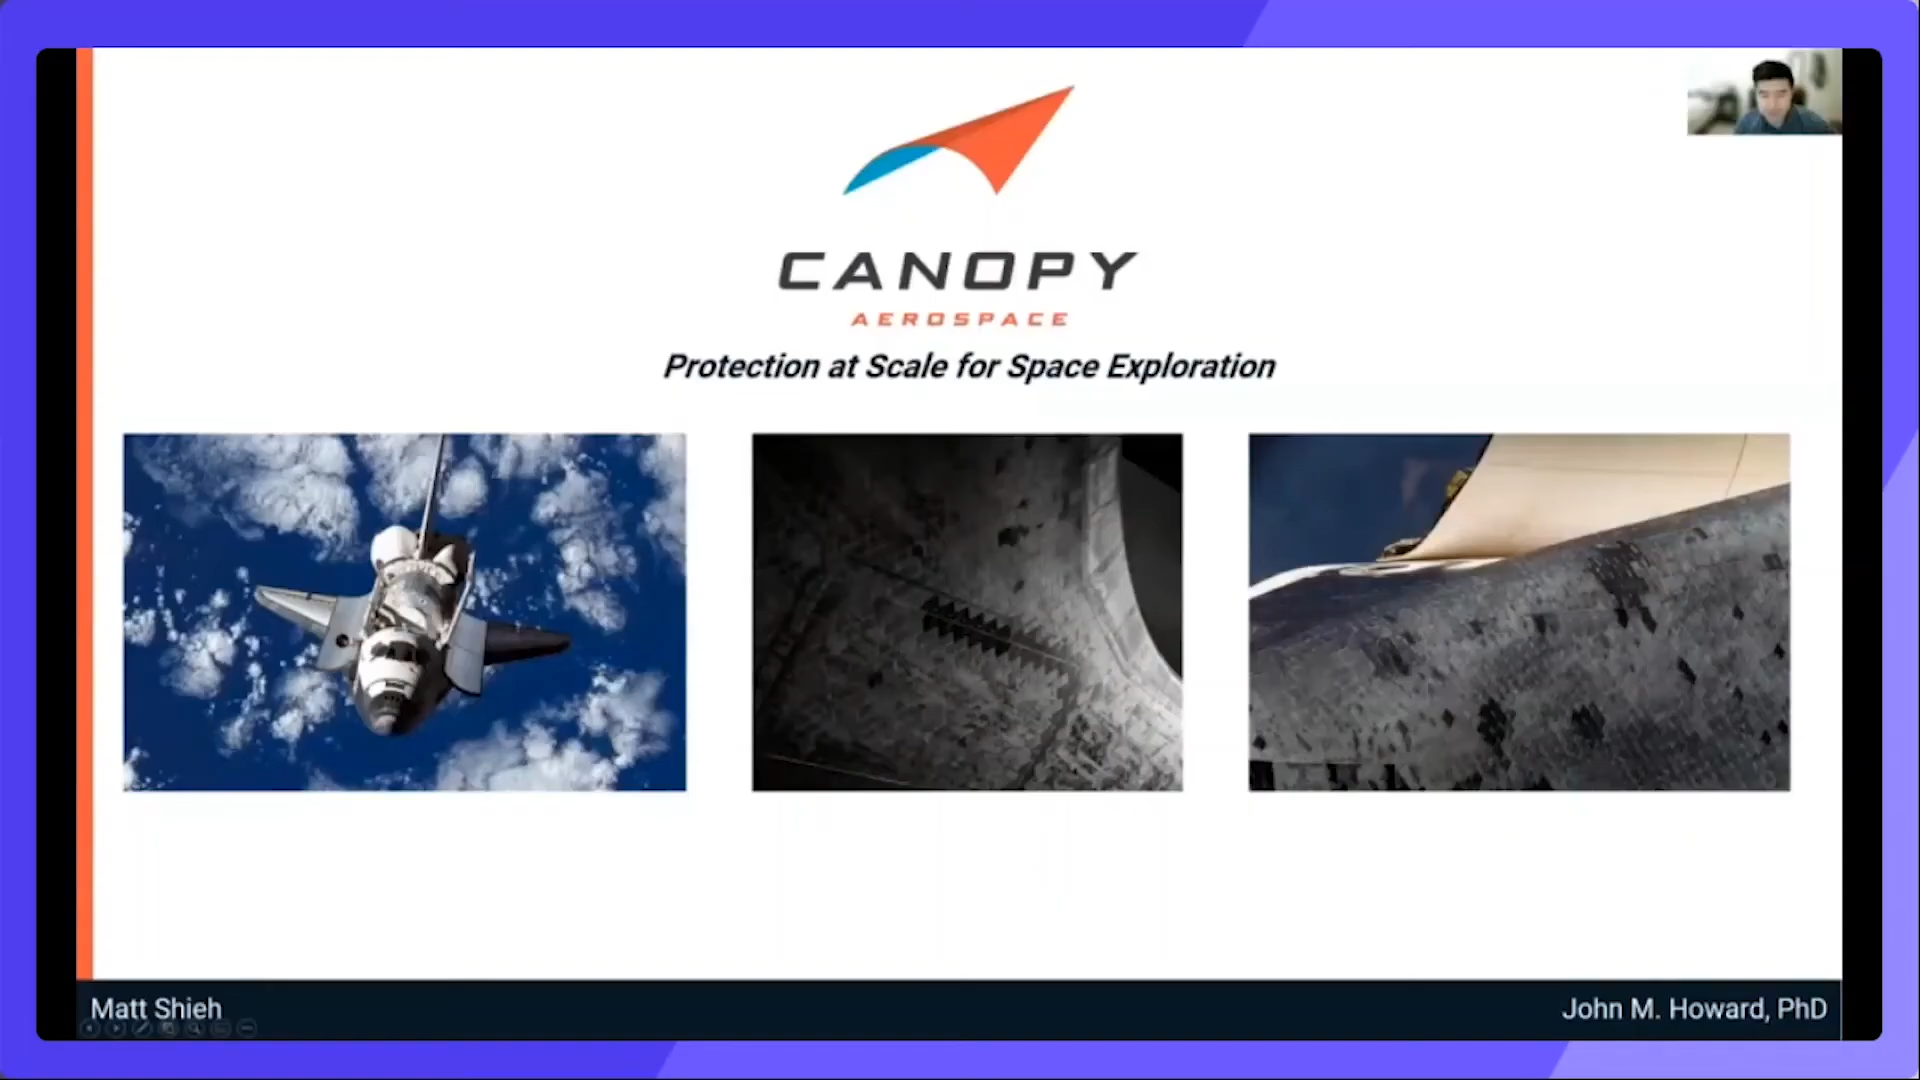 CANOPY
AEROSPACE
Protection at Scale for Space Exploration
Matt Shieh
John M. Howard, PhD